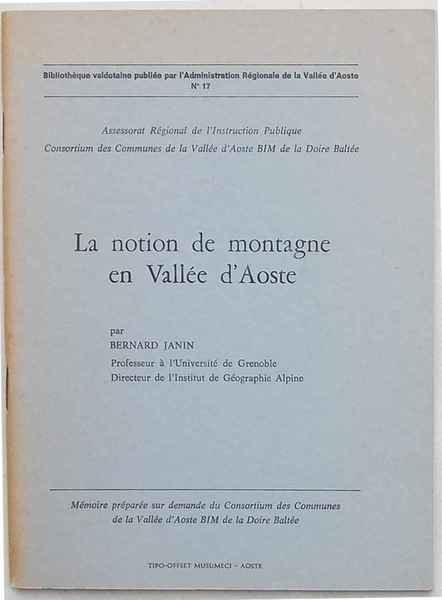 Bibliothèque valdotaine publiée par l'Administration Régionale de la Vallée d'Aoste
N° 17
Assessorat Régional de l'Instruction Publique
Consortium des Communes de la Vallée d'Aoste BIM de la Doire Baltée
La notion de montagne
en Vallée d'Aoste
par
BERNARD JANIN
Professeur à l'Université de Grenoble
Directeur de l'Institut de Géographie Alpine
Mémoire préparée sur demande du Consortium des Communes
de la Vallée d'Aoste BIM de la Doire Baltée
TIPO-OFFSET MUSUMECI - AOSTE